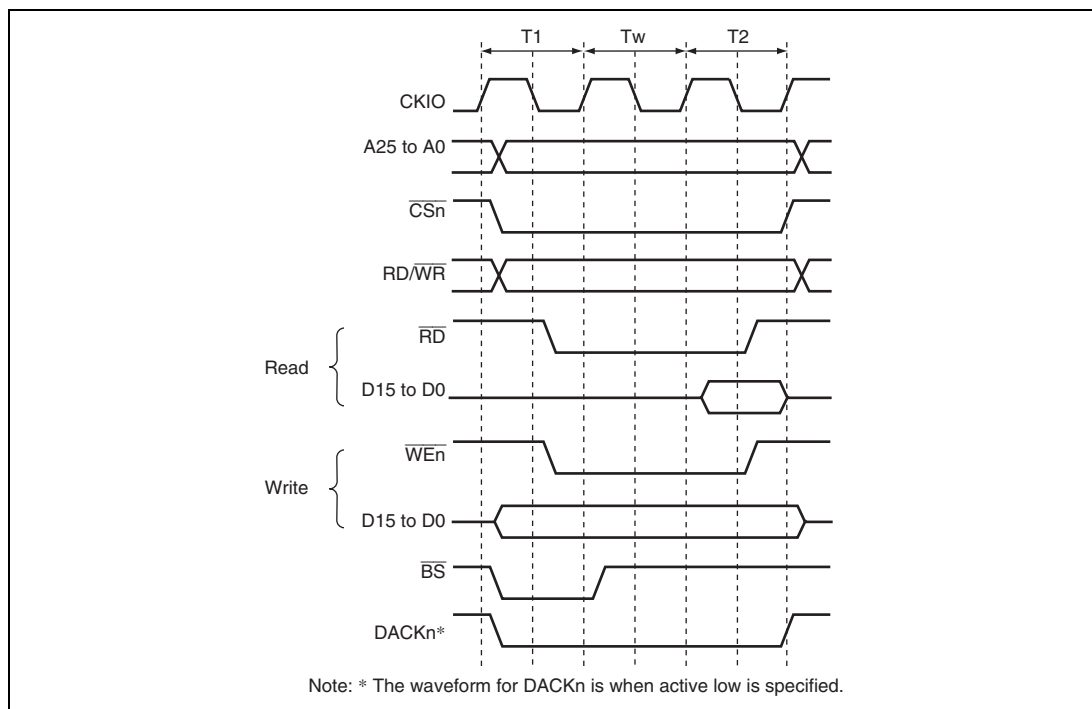 T1 Tw T2
CKIO
A25 to A0
CSn
RD/WR
RD
Read
D15 to D0
WEn
Write
D15 to D0
BS
DACKn*
Note: * The waveform for DACKn is when active low is specified.